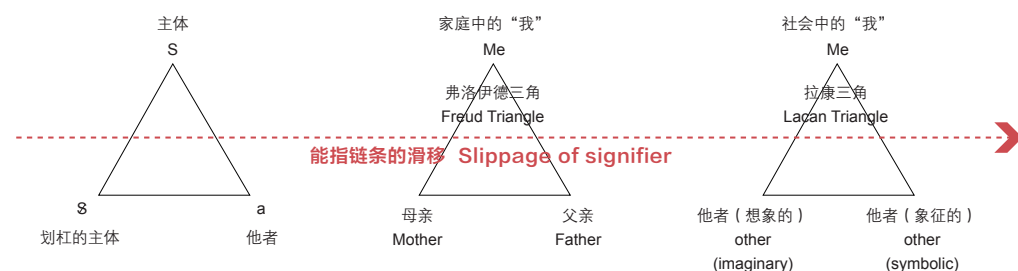 主体
S
家庭中的“我”
Me
社会中的“我”
Me
弗洛伊德三角
Freud Triangle
拉康三角
Lacan Triangle
能指链条的滑移 Slippage of signifier
$
划杠的主体
a
他者
母亲
Mother
父亲
Father
他者（想象的）
other
(imaginary)
他者（象征的）
other
(symbolic)